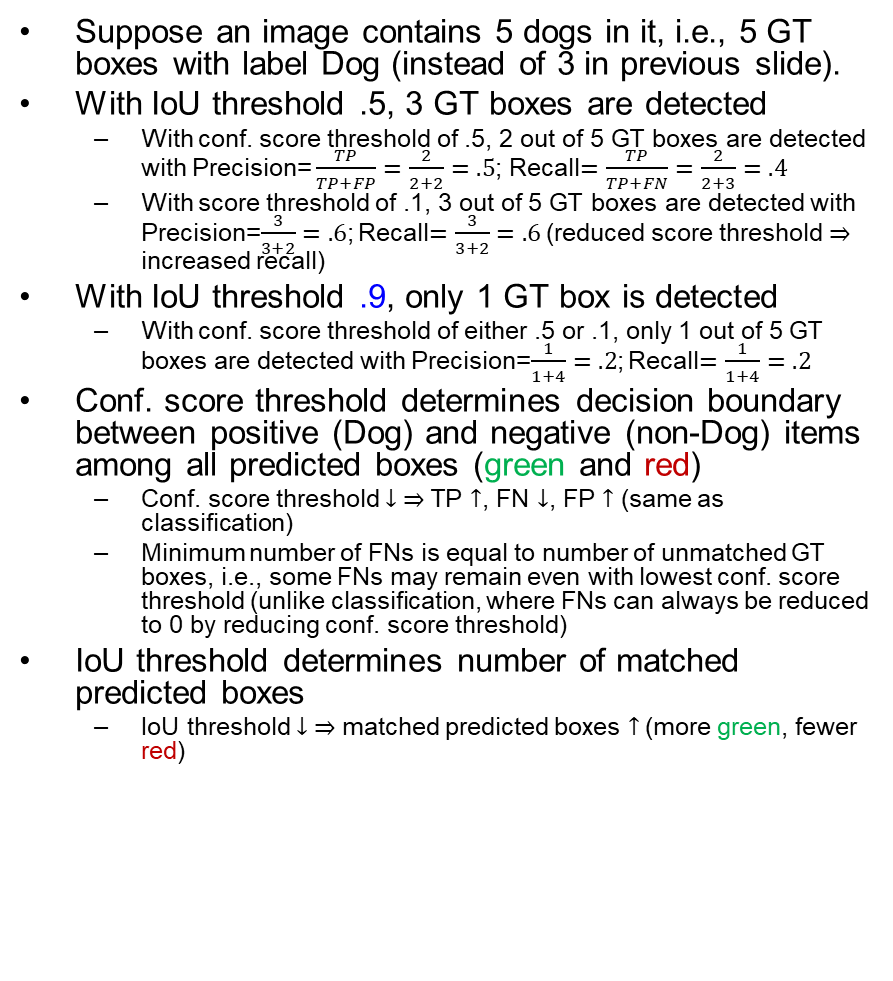 • Suppose an image contains 5 dogs in it, i.e., 5 GT
boxes with label Dog (instead of 3 in previous slide).
• With IoU threshold .5, 3 GT boxes are detected
– With conf. score threshold of .5, 2 out of 5 GT boxes are detected
with Precision=TP/(TP+FP) = 2/(2+2) = .5; Recall= TP/(TP+FN) = 2/(2+3) = .4
– With score threshold of .1, 3 out of 5 GT boxes are detected with
Precision=3/(3+2) = .6; Recall= 3/(3+2) = .6 (reduced score threshold ⇒
increased recall)
• With IoU threshold .9, only 1 GT box is detected
– With conf. score threshold of either .5 or .1, only 1 out of 5 GT
boxes are detected with Precision=1/(1+4) = .2; Recall= 1/(1+4) = .2
• Conf. score threshold determines decision boundary
between positive (Dog) and negative (non-Dog) items
among all predicted boxes (green and red)
– Conf. score threshold ↓ ⇒ TP ↑, FN ↓, FP ↑ (same as
classification)
– Minimum number of FNs is equal to number of unmatched GT
boxes, i.e., some FNs may remain even with lowest conf. score
threshold (unlike classification, where FNs can always be reduced
to 0 by reducing conf. score threshold)
• IoU threshold determines number of matched
predicted boxes
– IoU threshold ↓ ⇒ matched predicted boxes ↑ (more green, fewer
red)